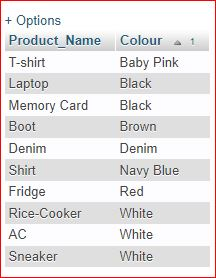 + Options
Product_Name Colour 1
T-shirt Baby Pink
Laptop Black
Memory Card Black
Boot Brown
Denim Denim
Shirt Navy Blue
Fridge Red
Rice-Cooker White
AC White
Sneaker White